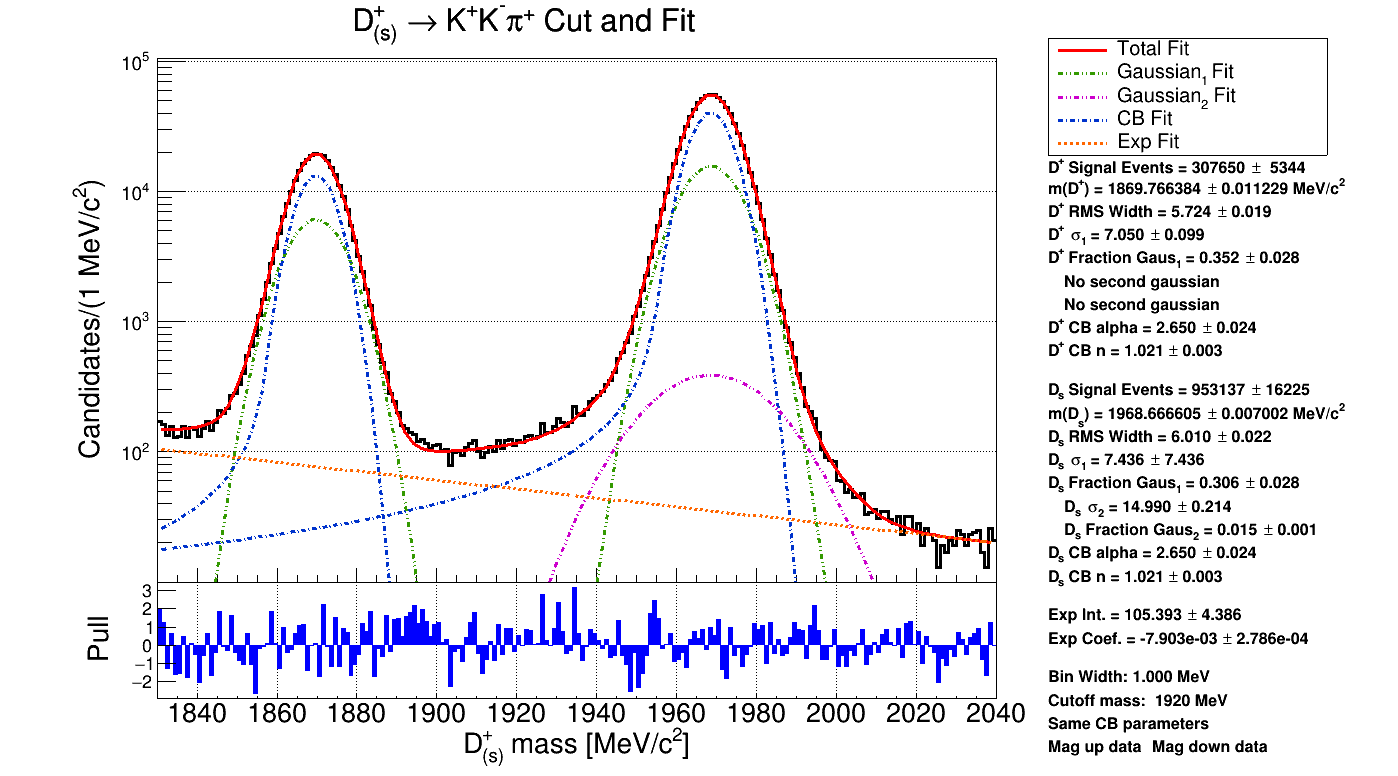 D⁺₍ₛ₎ → K⁺K⁻π⁺ Cut and Fit
Candidates/(1 MeV/c²)
10⁵
10⁴
10³
10²
Pull
3
2
1
0
−1
−2
1840 1860 1880 1900 1920 1940 1960 1980 2000 2020 2040
D⁺₍ₛ₎ mass [MeV/c²]
Total Fit
Gaussian₁ Fit
Gaussian₂ Fit
CB Fit
Exp Fit
D⁺ Signal Events = 307650 ± 5344
m(D⁺) = 1869.766384 ± 0.011229 MeV/c²
D⁺ RMS Width = 5.724 ± 0.019
D⁺ σ₁ = 7.050 ± 0.099
D⁺ Fraction Gaus₁ = 0.352 ± 0.028
No second gaussian
No second gaussian
D⁺ CB alpha = 2.650 ± 0.024
D⁺ CB n = 1.021 ± 0.003
Dₛ Signal Events = 953137 ± 16225
m(Dₛ) = 1968.666605 ± 0.007002 MeV/c²
Dₛ RMS Width = 6.010 ± 0.022
Dₛ σ₁ = 7.436 ± 7.436
Dₛ Fraction Gaus₁ = 0.306 ± 0.028
Dₛ σ₂ = 14.990 ± 0.214
Dₛ Fraction Gaus₂ = 0.015 ± 0.001
Dₛ CB alpha = 2.650 ± 0.024
Dₛ CB n = 1.021 ± 0.003
Exp Int. = 105.393 ± 4.386
Exp Coef. = -7.903e-03 ± 2.786e-04
Bin Width: 1.000 MeV
Cutoff mass: 1920 MeV
Same CB parameters
Mag up data Mag down data